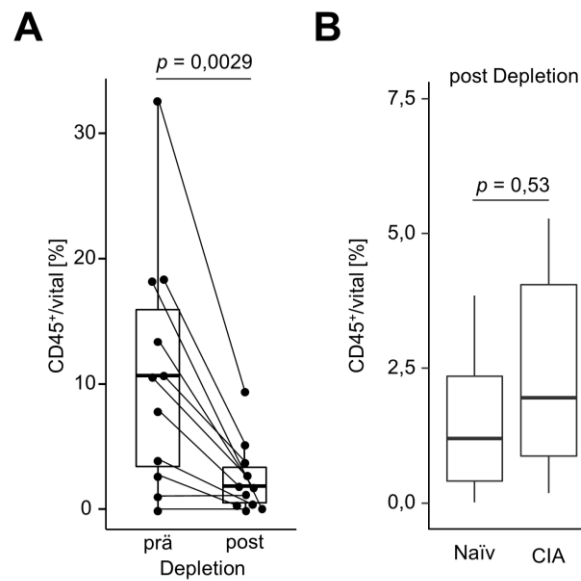 A
p = 0,0029
CD45⁺/vital [%]
30
20
10
0
prä
post
Depletion
B
post Depletion
p = 0,53
CD45⁺/vital [%]
7,5
5,0
2,5
0,0
Naïv
CIA